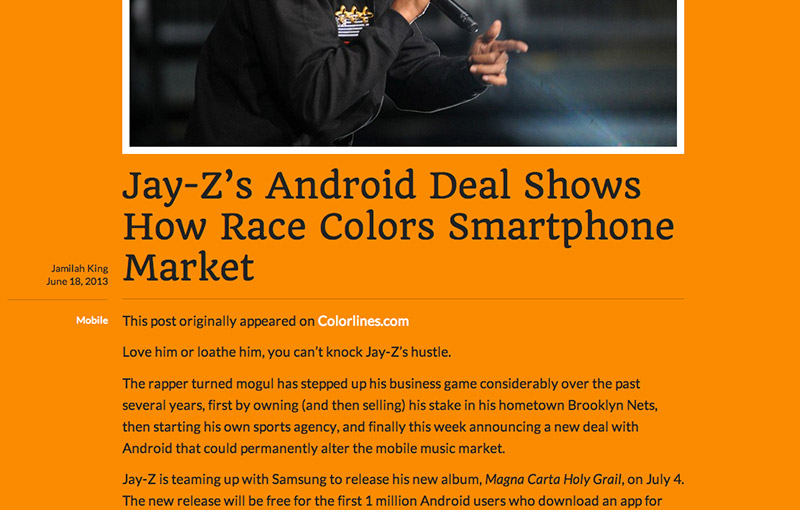 Jay-Z’s Android Deal Shows
How Race Colors Smartphone
Market
Jamilah King
June 18, 2013
Mobile
This post originally appeared on Colorlines.com
Love him or loathe him, you can’t knock Jay-Z’s hustle.
The rapper turned mogul has stepped up his business game considerably over the past
several years, first by owning (and then selling) his stake in his hometown Brooklyn Nets,
then starting his own sports agency, and finally this week announcing a new deal with
Android that could permanently alter the mobile music market.
Jay-Z is teaming up with Samsung to release his new album, Magna Carta Holy Grail, on July 4.
The new release will be free for the first 1 million Android users who download an app for